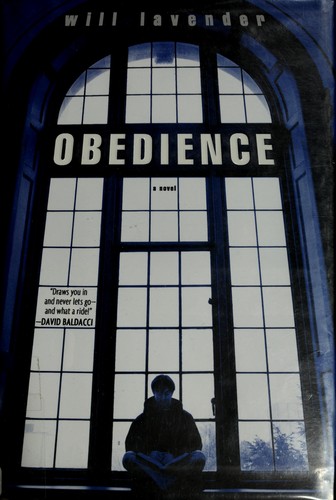 will lavender
OBEDIENCE
a novel
"Draws you in
and never lets go—
and what a ride!"
—DAVID BALDACCI